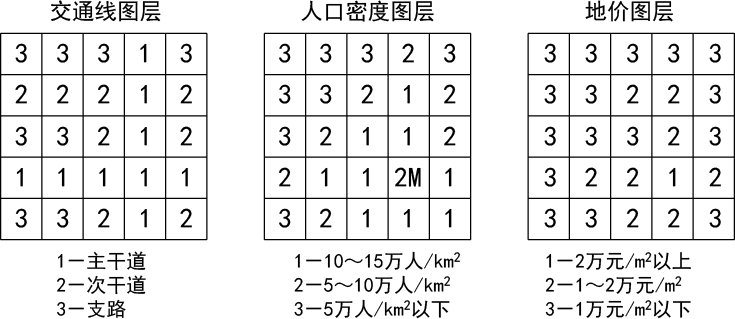 交通线图层 人口密度图层 地价图层
3 3 3 1 3 3 3 3 2 3 3 3 3 3 3
2 2 2 1 2 3 3 2 1 2 3 3 2 2 3
3 3 2 1 2 3 2 1 1 2 3 3 3 2 3
1 1 1 1 1 2 1 1 2M 1 3 2 2 1 2
3 3 2 1 2 3 2 1 1 1 3 3 2 2 3
1—主干道 1—10～15万人/km² 1—2万元/m²以上
2—次干道 2—5～10万人/km² 2—1～2万元/m²
3—支路 3—5万人/km²以下 3—1万元/m²以下